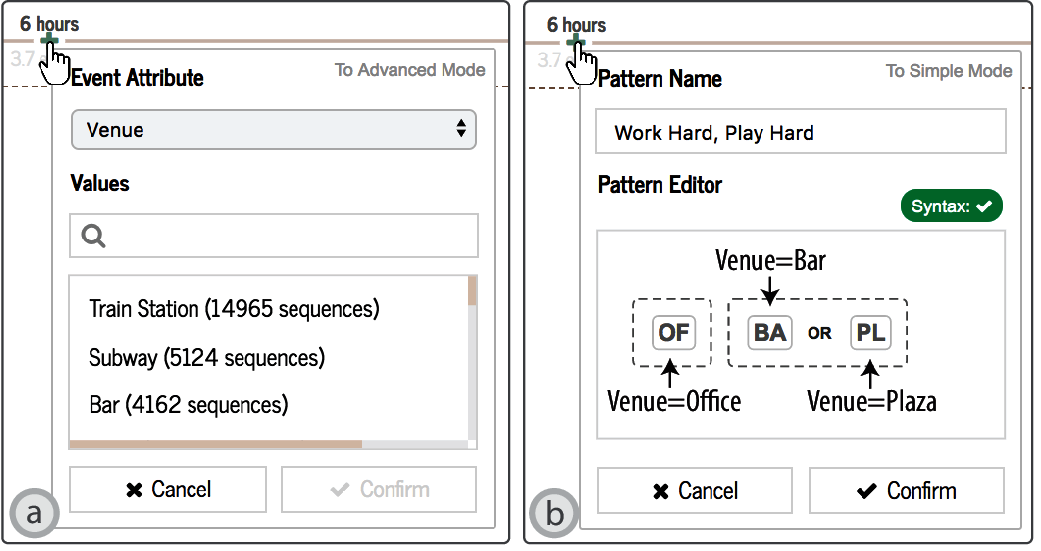 6 hours
3.7
To Advanced Mode
Event Attribute
Venue
Values
Train Station (14965 sequences)
Subway (5124 sequences)
Bar (4162 sequences)
Cancel
Confirm
a
6 hours
3.7
To Simple Mode
Pattern Name
Work Hard, Play Hard
Pattern Editor
Syntax:
Venue=Bar
OF
BA OR PL
Venue=Office
Venue=Plaza
Cancel
Confirm
b